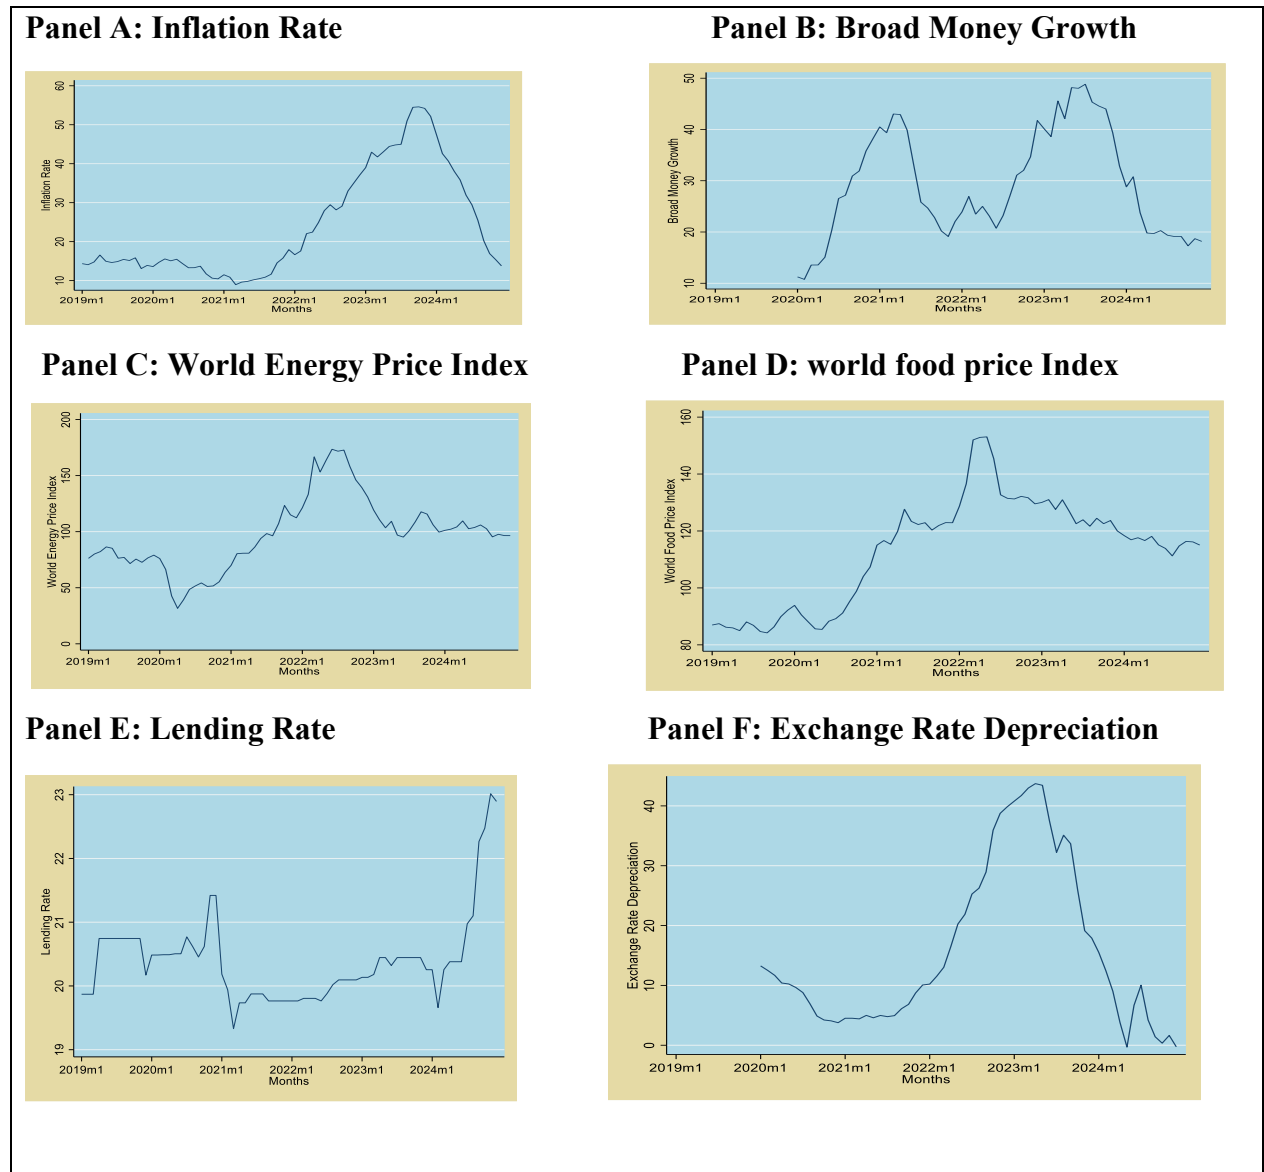 Panel A: Inflation Rate
Inflation Rate
60
50
40
30
20
10
2019m1 2020m1 2021m1 2022m1 2023m1 2024m1
Months
Panel B: Broad Money Growth
Broad Money Growth
50
40
30
20
10
2019m1 2020m1 2021m1 2022m1 2023m1 2024m1
Months
Panel C: World Energy Price Index
World Energy Price Index
200
150
100
50
0
2019m1 2020m1 2021m1 2022m1 2023m1 2024m1
Months
Panel D: world food price Index
World Food Price Index
160
140
120
100
80
2019m1 2020m1 2021m1 2022m1 2023m1 2024m1
Months
Panel E: Lending Rate
Lending Rate
23
22
21
20
19
2019m1 2020m1 2021m1 2022m1 2023m1 2024m1
Months
Panel F: Exchange Rate Depreciation
Exchange Rate Depreciation
40
30
20
10
0
2019m1 2020m1 2021m1 2022m1 2023m1 2024m1
Months